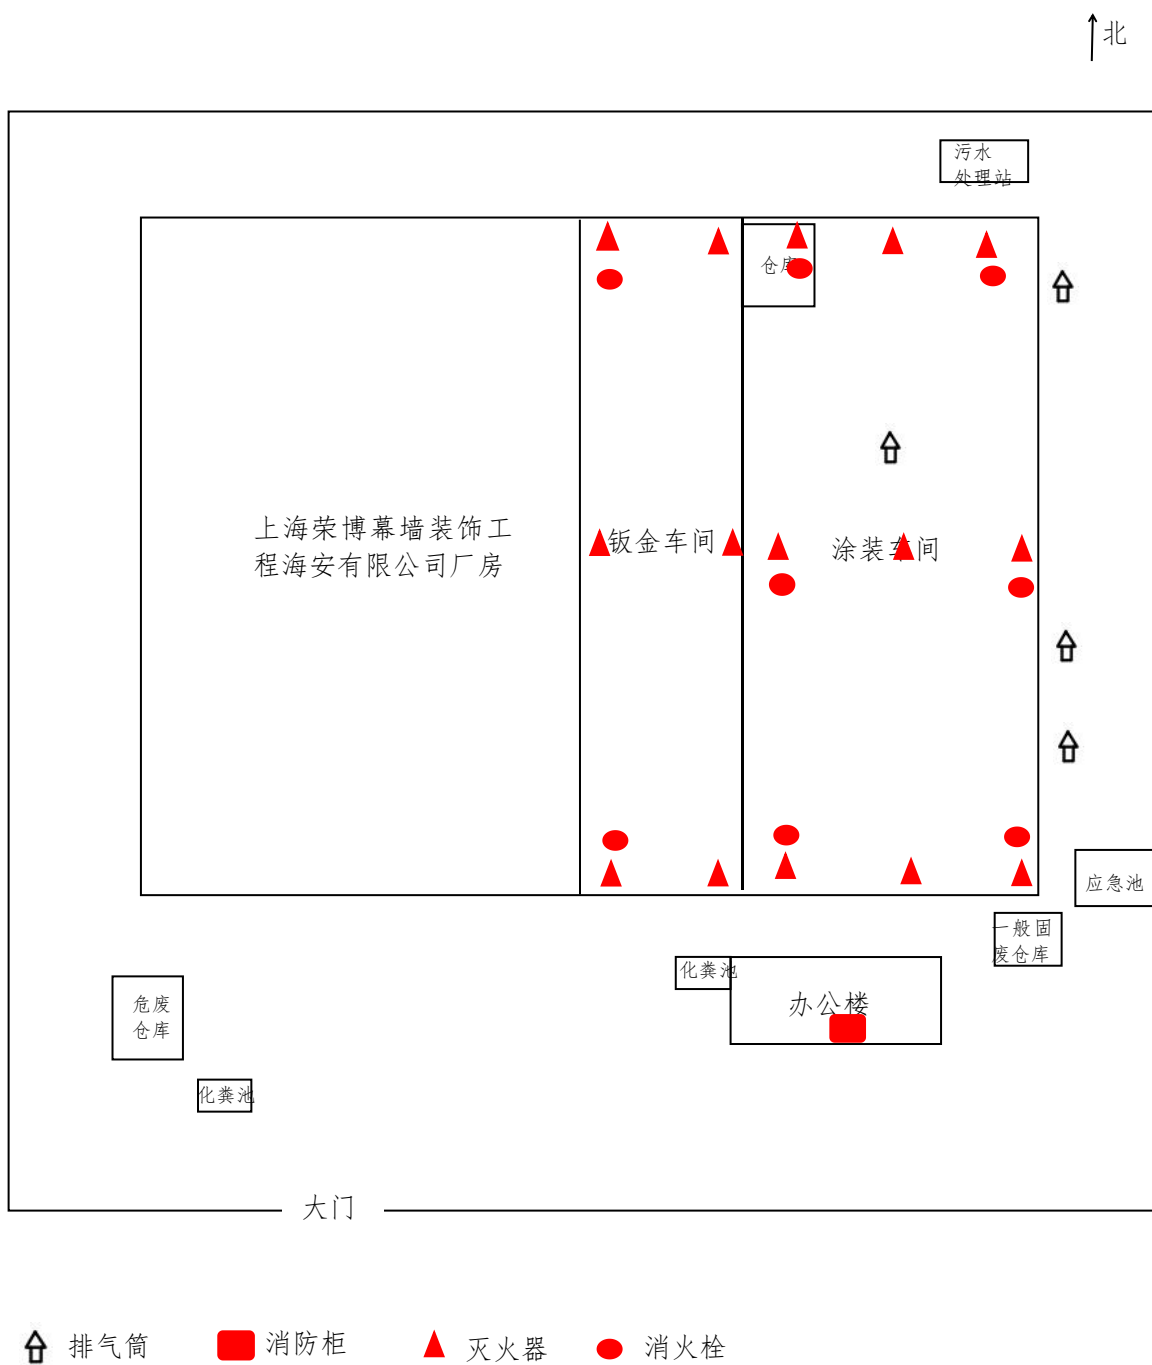 北
污水
处理站
仓库
上海荣博幕墙装饰工
程海安有限公司厂房
钣金车间
涂装车间
应急池
一般固
废仓库
化粪池
办公楼
危废
仓库
化粪池
大门
排气筒
消防柜
灭火器
消火栓